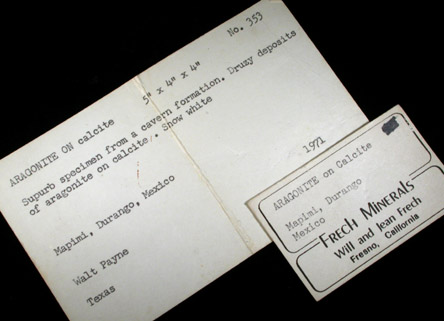 No. 353
5" x 4" x 4"
ARAGONITE ON calcite
Supurb specimen from a cavern formation. Druzy deposits
of aragonite on calcite. Show white
1971
Mapimi, Durango, Mexico
Walt Payne
Texas
ARAGONITE on Calcite
Mapimi, Durango
Mexico
FRECH MINERALS
Will and Jean Frech
Fresno, California